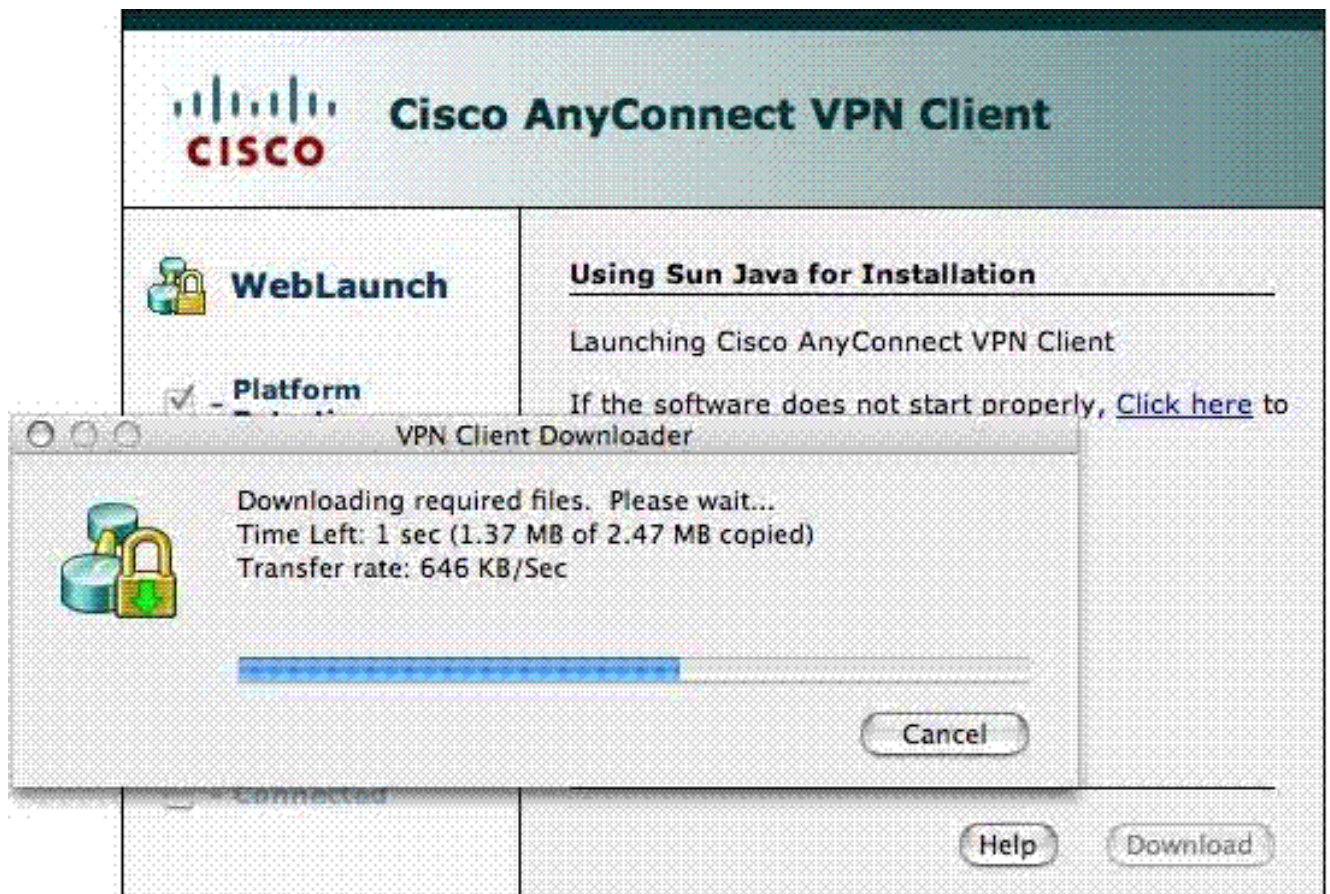 CISCO
Cisco AnyConnect VPN Client
WebLaunch
- Platform
Using Sun Java for Installation
Launching Cisco AnyConnect VPN Client
If the software does not start properly, Click here to
VPN Client Downloader
Downloading required files. Please wait...
Time Left: 1 sec (1.37 MB of 2.47 MB copied)
Transfer rate: 646 KB/Sec
Cancel
- Connected
Help
Download